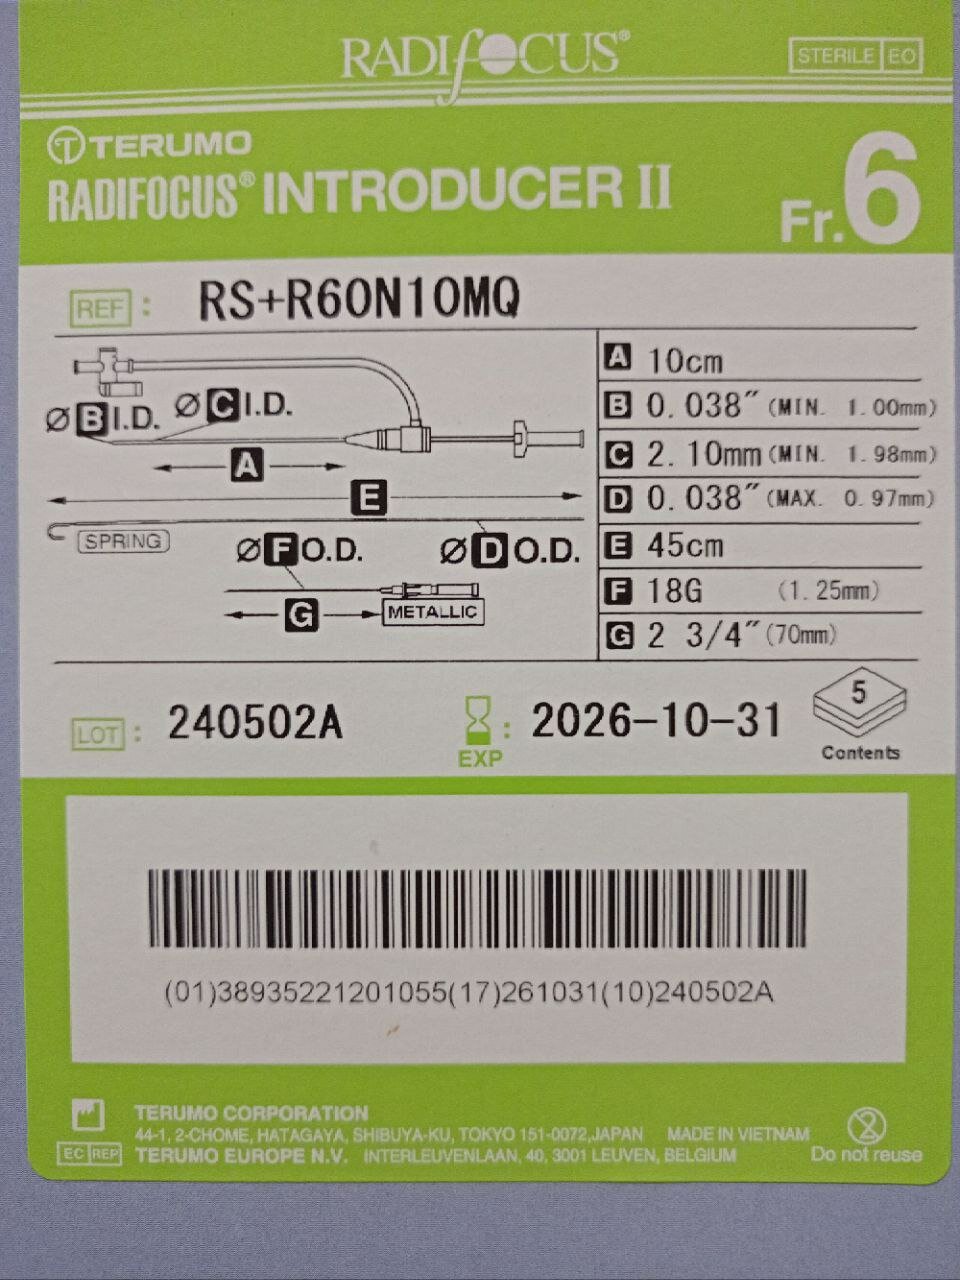 RADIFOCUS®
STERILE EO
TERUMO
RADIFOCUS® INTRODUCER II
Fr.6
REF : RS+R60N10MQ
Ø B I.D. Ø C I.D.
A
E
SPRING
Ø F O.D. Ø D O.D.
G METALLIC
A 10cm
B 0.038″ (MIN. 1.00mm)
C 2.10mm (MIN. 1.98mm)
D 0.038″ (MAX. 0.97mm)
E 45cm
F 18G (1.25mm)
G 2 3/4″ (70mm)
LOT : 240502A
EXP : 2026-10-31
5
Contents
(01)38935221201055(17)261031(10)240502A
TERUMO CORPORATION
44-1, 2-CHOME, HATAGAYA, SHIBUYA-KU, TOKYO 151-0072,JAPAN MADE IN VIETNAM
EC REP TERUMO EUROPE N.V. INTERLEUVENLAAN, 40, 3001 LEUVEN, BELGIUM
2
Do not reuse